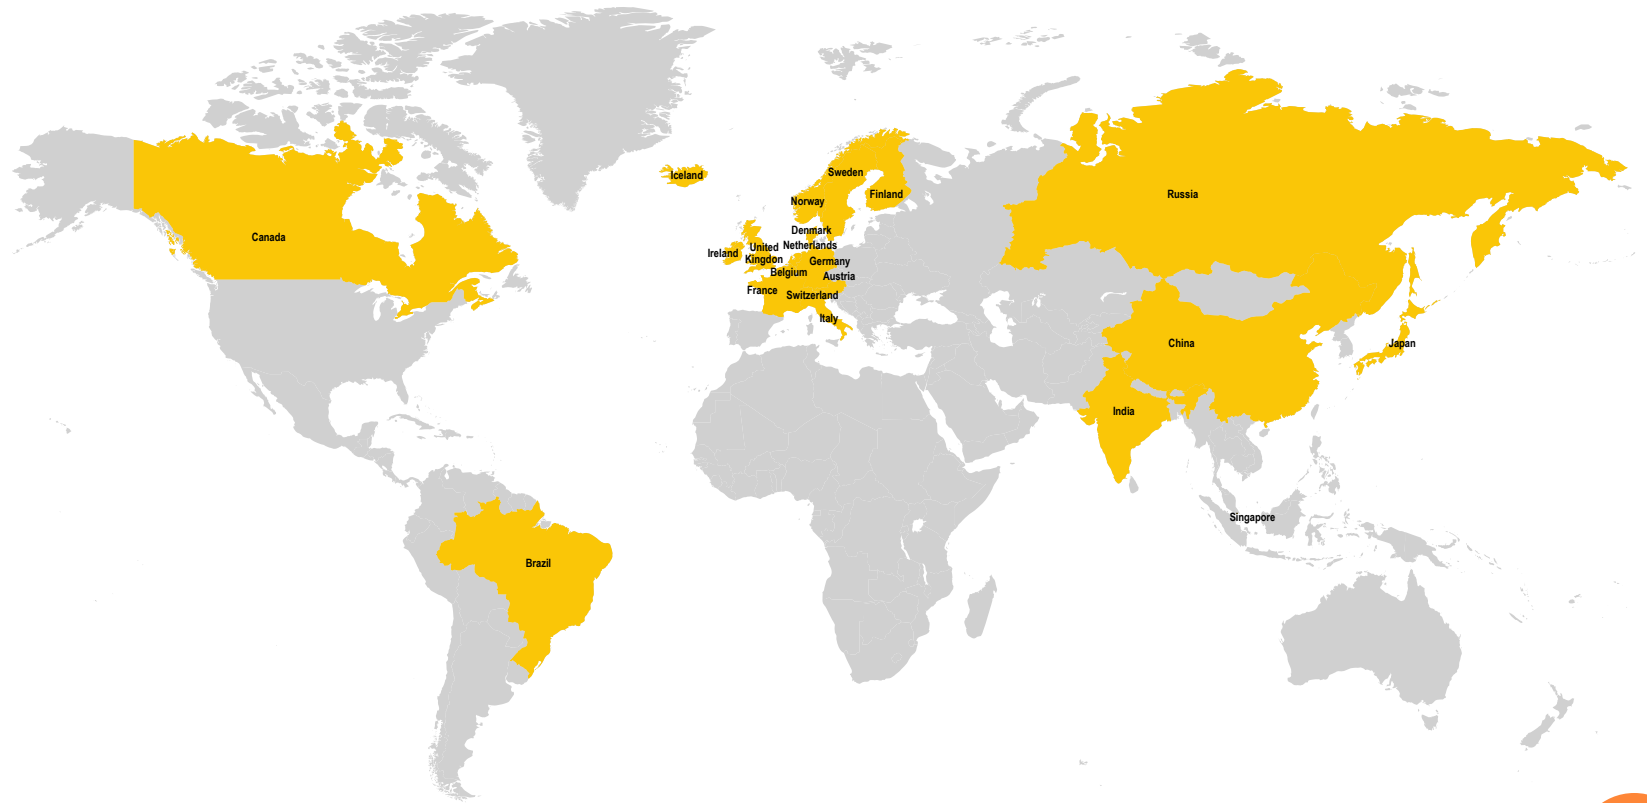 Iceland
Sweden
Finland
Norway
Russia
Canada
Denmark
Netherlands
Ireland
United
Kingdom
Germany
Belgium
Austria
France
Switzerland
Italy
China
Japan
India
Singapore
Brazil